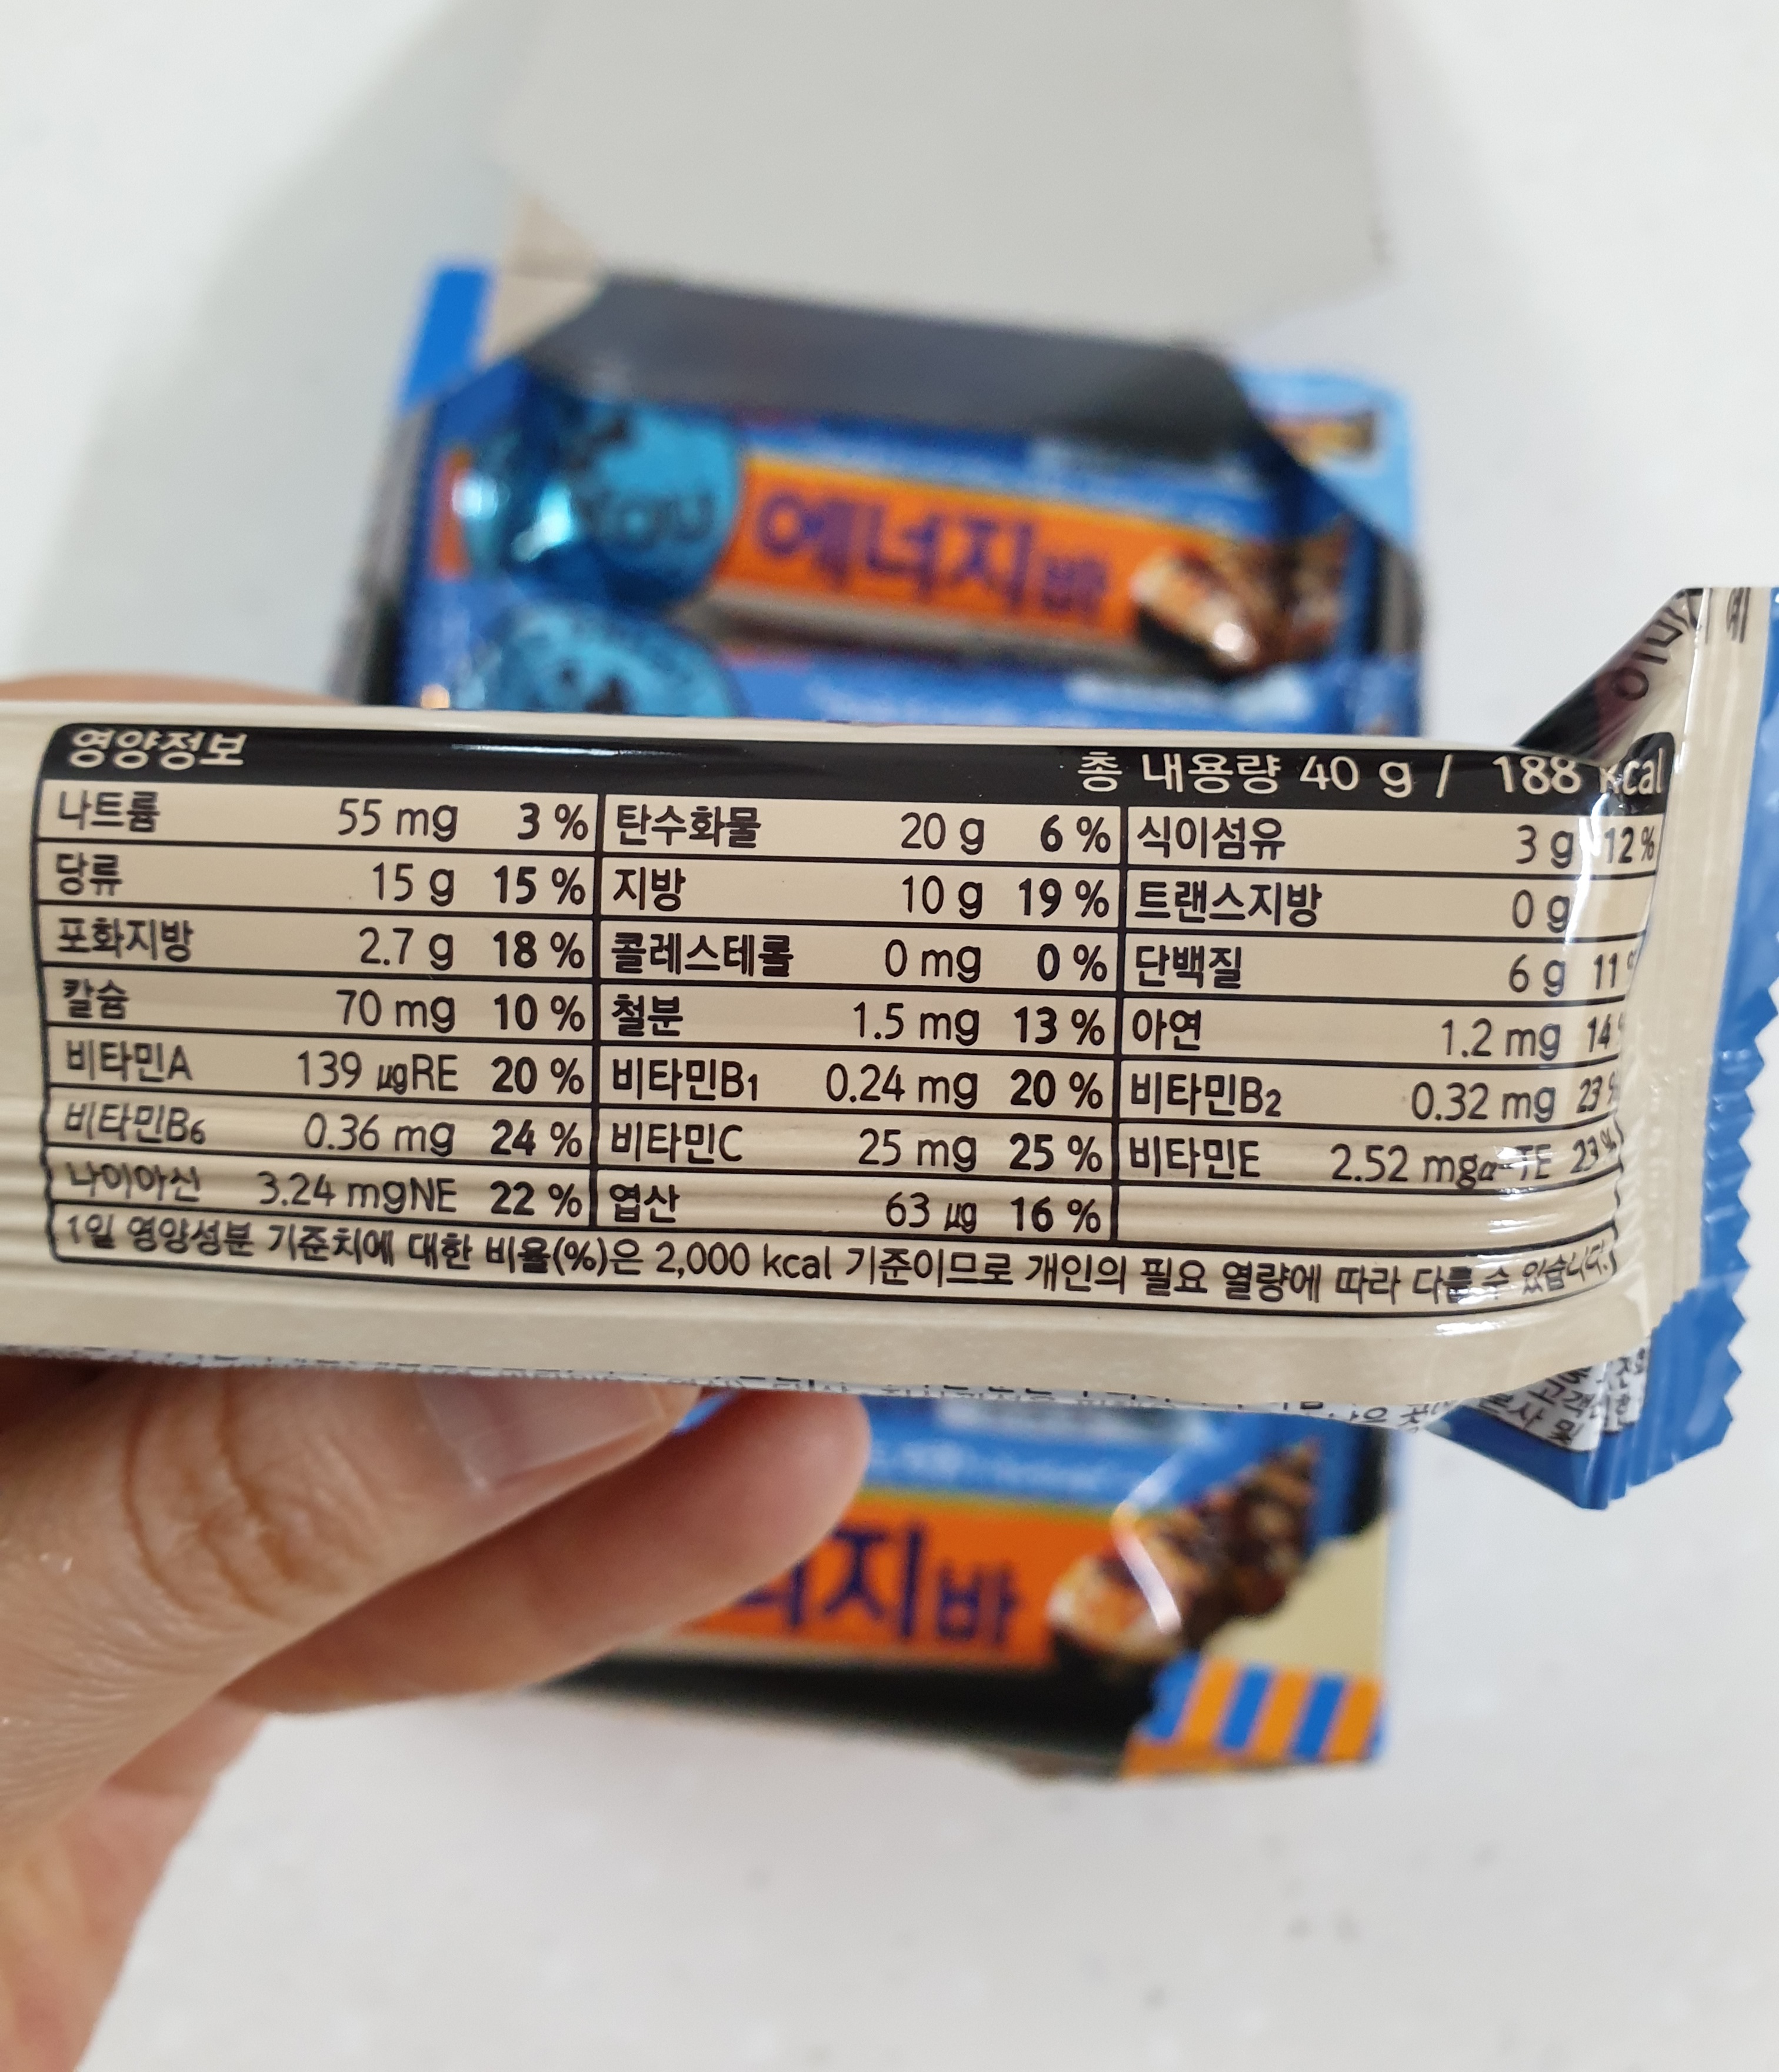 에너지바
영양정보 총 내용량 40 g / 188 kcal
나트륨 55 mg 3 % 탄수화물 20 g 6 % 식이섬유 3 g 12 %
당류 15 g 15 % 지방 10 g 19 % 트랜스지방 0 g
포화지방 2.7 g 18 % 콜레스테롤 0 mg 0 % 단백질 6 g 11
칼슘 70 mg 10 % 철분 1.5 mg 13 % 아연 1.2 mg 14
비타민A 139 μgRE 20 % 비타민B1 0.24 mg 20 % 비타민B2 0.32 mg 23 %
비타민B6 0.36 mg 24 % 비타민C 25 mg 25 % 비타민E 2.52 mgα-TE 23 %
나이아신 3.24 mgNE 22 % 엽산 63 μg 16 %
1일 영양성분 기준치에 대한 비율(%)은 2,000 kcal 기준이므로 개인의 필요 열량에 따라 다를 수 있습니다.
너지바